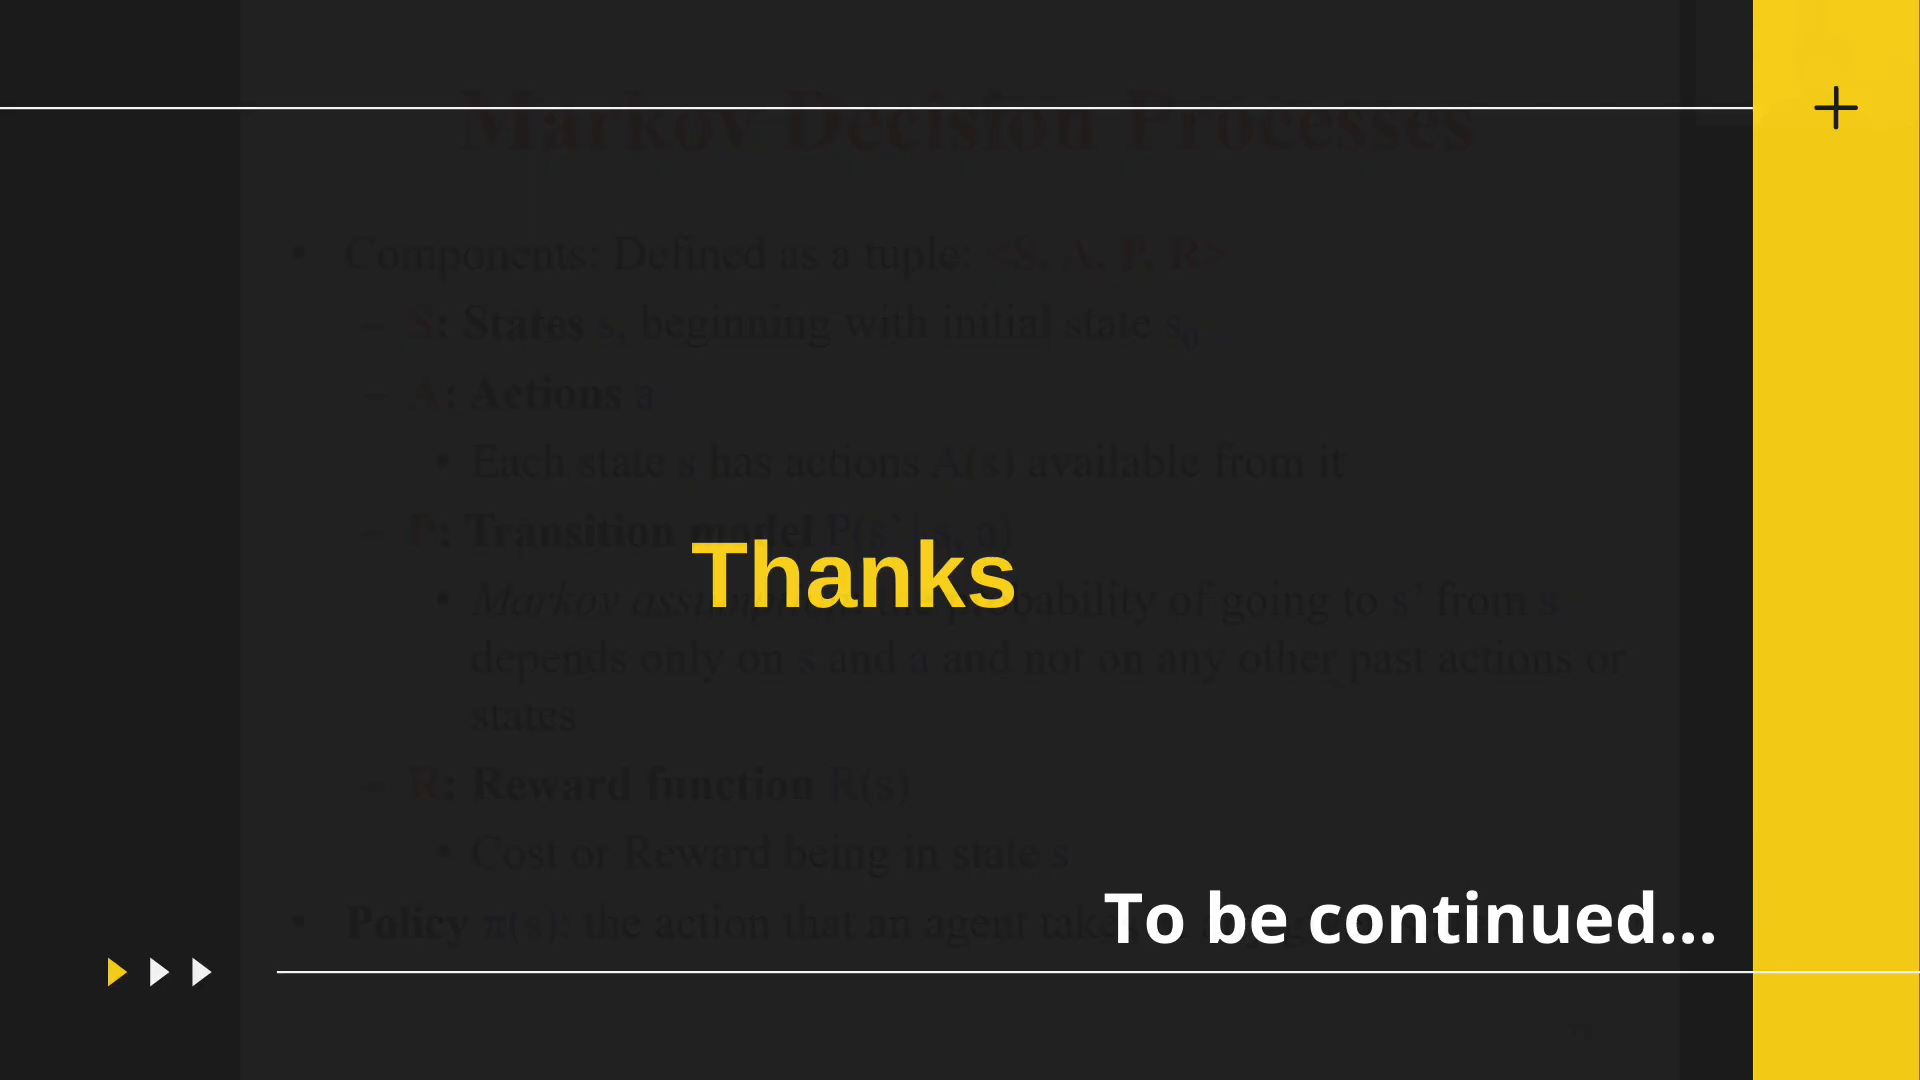 Markov Decision Processes
• Components: Defined as a tuple: <S, A, P, R>
– S: States s, beginning with initial state s₀
– A: Actions a
• Each state s has actions A(s) available from it
– P: Transition model P(s’ | s, a)
Thanks
• Markov bability of going to s’ from s
depends only on s and a and not on any other past actions or
states
– R: Reward function R(s)
• Cost or Reward being in state s
• Policy π(s): the action that an agent
To be continued...